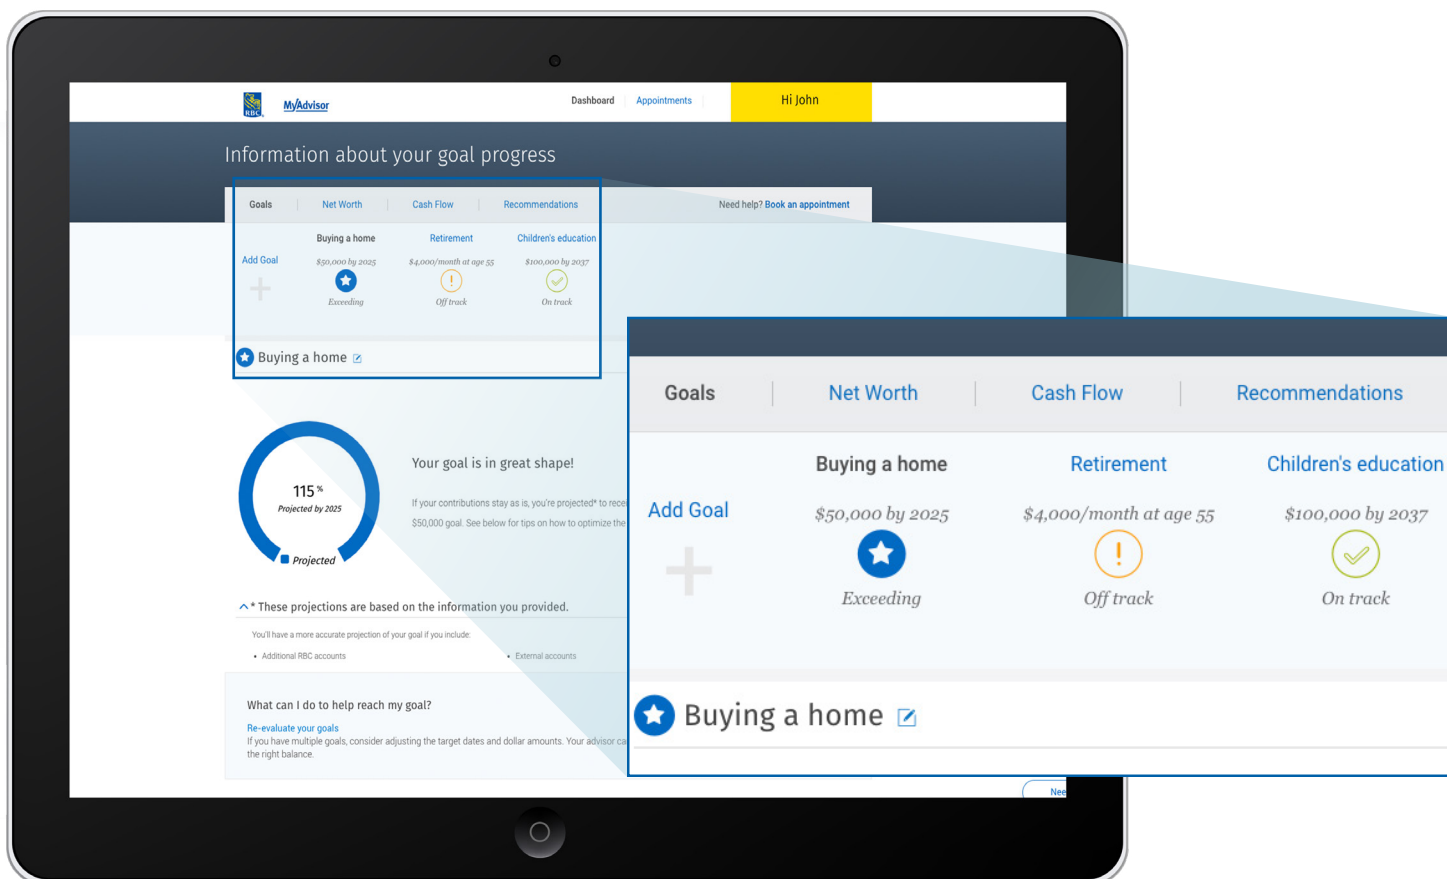 RBC
MyAdvisor
Dashboard
Appointments
Hi John
Information about your goal progress
Goals
Net Worth
Cash Flow
Recommendations
Need help? Book an appointment
Add Goal
Buying a home
$50,000 by 2025
Exceeding
Retirement
$4,000/month at age 55
Off track
Children's education
$100,000 by 2037
On track
Buying a home
115 %
Projected by 2025
Projected
Your goal is in great shape!
If your contributions stay as is, you're projected* to
$50,000 goal. See below for tips on how to optimize the
* These projections are based on the information you provided.
You'll have a more accurate projection of your goal if you include:
• Additional RBC accounts
• External accounts
What can I do to help reach my goal?
Re-evaluate your goals
If you have multiple goals, consider adjusting the target dates and dollar amounts. Your advisor
the right balance.
Goals
Net Worth
Cash Flow
Recommendations
Add Goal
Buying a home
$50,000 by 2025
Exceeding
Retirement
$4,000/month at age 55
Off track
Children's education
$100,000 by 2037
On track
Buying a home